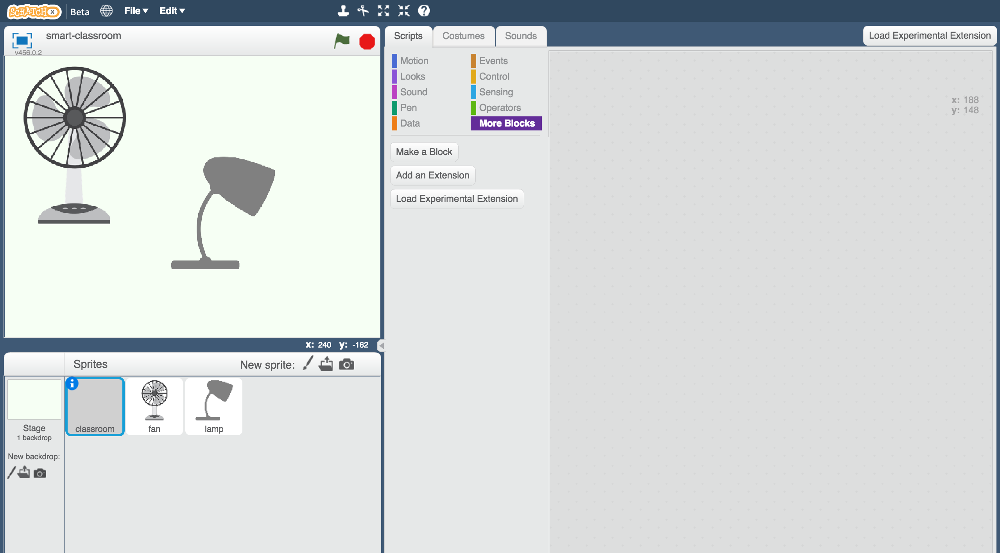 SCRATCH X Beta File Edit
smart-classroom
v456.0.2
Scripts Costumes Sounds
Load Experimental Extension
Motion Events
Looks Control
Sound Sensing
Pen Operators
Data More Blocks
Make a Block
Add an Extension
Load Experimental Extension
x: 188
y: 148
x: 240 y: -162
Sprites New sprite:
classroom fan lamp
Stage
1 backdrop
New backdrop: